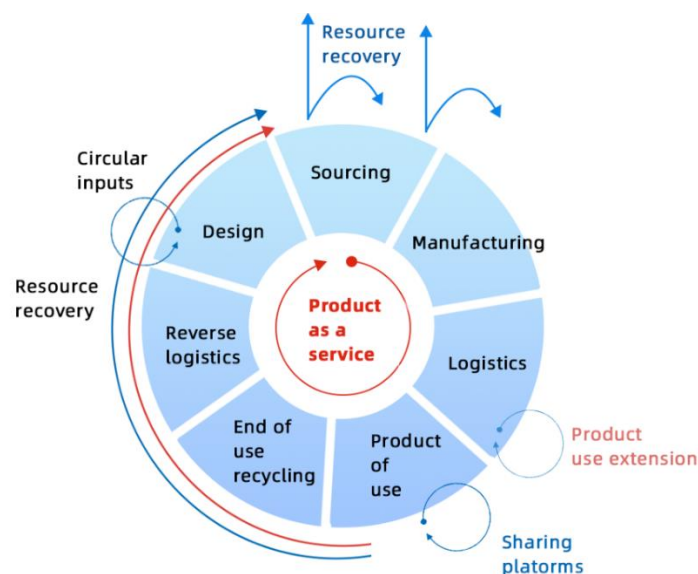 Resource
recovery
Circular
inputs
Sourcing
Design
Manufacturing
Resource
recovery
Product
as a
service
Reverse
logistics
Logistics
End of
use
recycling
Product
of
use
Product
use extension
Sharing
platorms